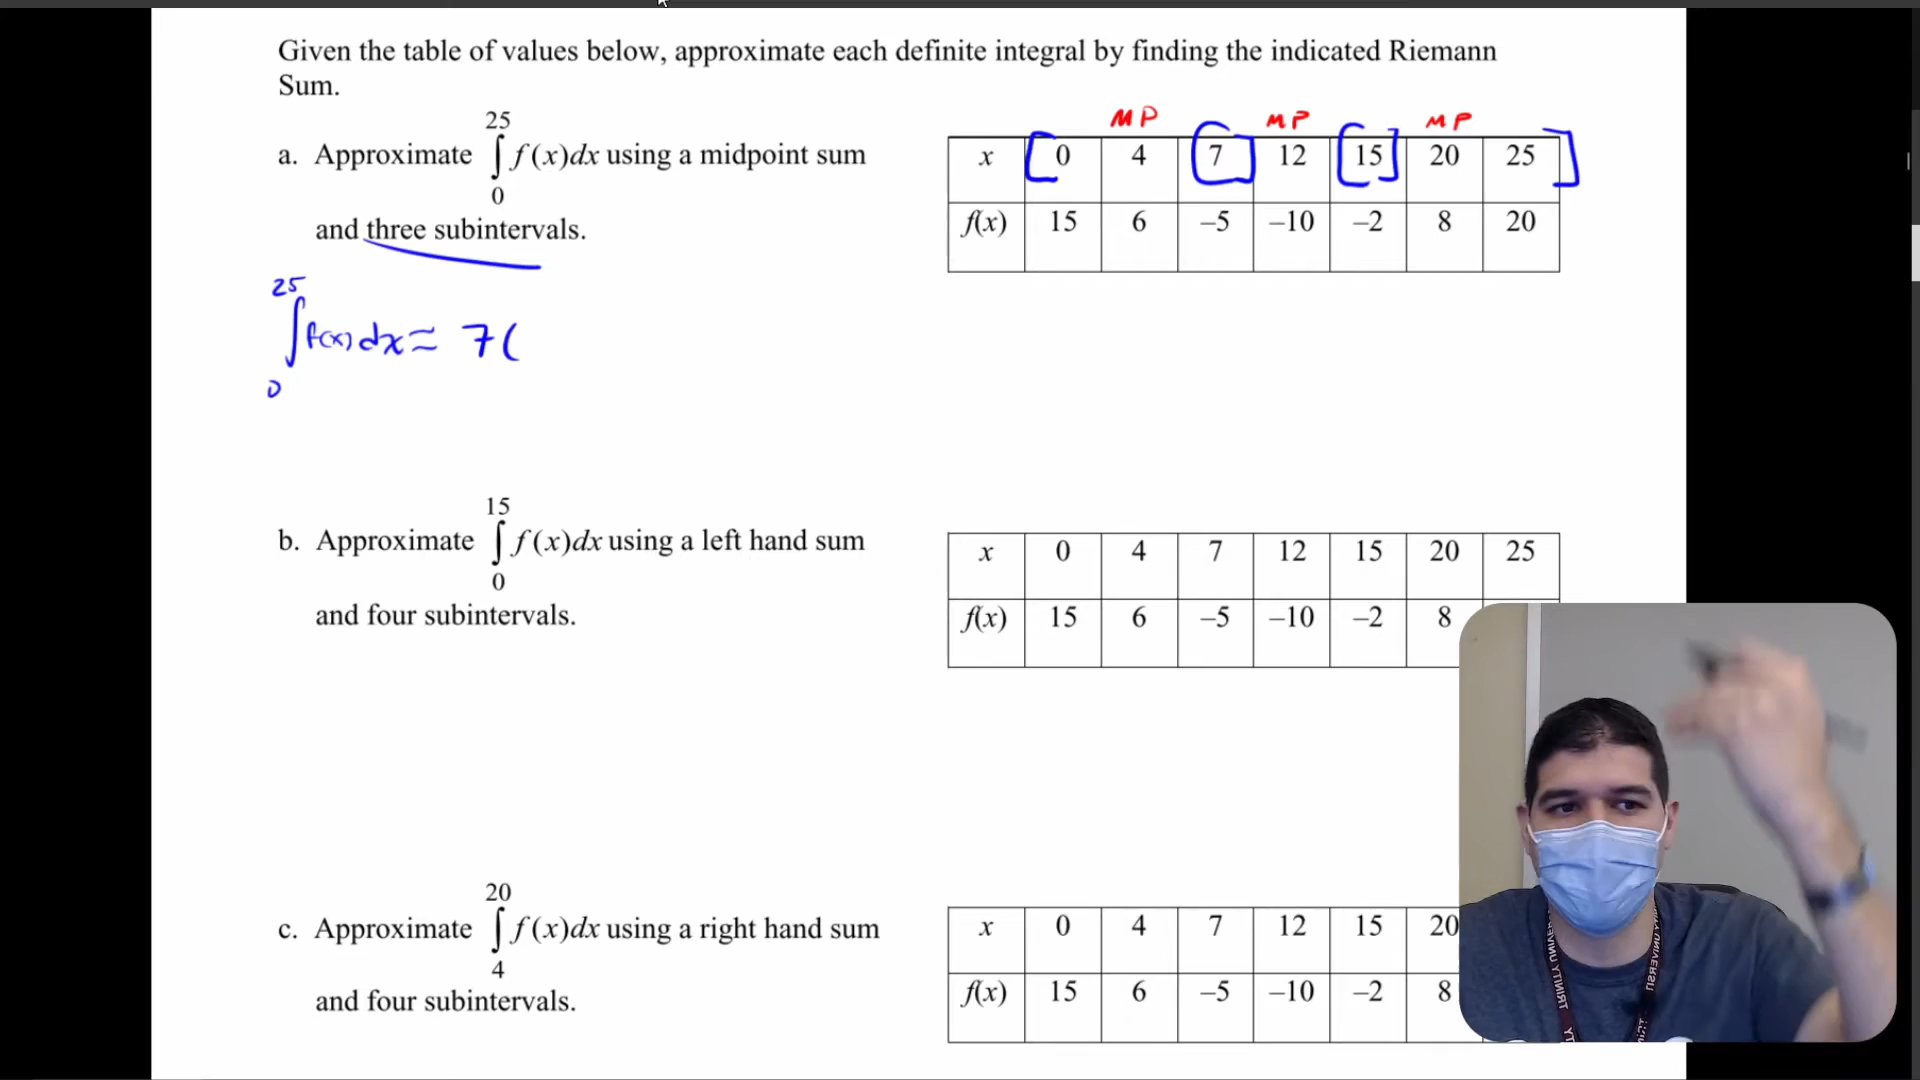 Given the table of values below, approximate each definite integral by finding the indicated Riemann
Sum.
a. Approximate ∫₀²⁵ f(x)dx using a midpoint sum
and three subintervals.
MP MP MP
x [0 4 [7] 12 [15] 20 25]
f(x) 15 6 –5 –10 –2 8 20
∫₀²⁵ f(x) dx ≈ 7(
b. Approximate ∫₀¹⁵ f(x)dx using a left hand sum
and four subintervals.
x 0 4 7 12 15 20 25
f(x) 15 6 –5 –10 –2 8
c. Approximate ∫₄²⁰ f(x)dx using a right hand sum
and four subintervals.
x 0 4 7 12 15 20
f(x) 15 6 –5 –10 –2 8
TRINITY UNIVERSITY